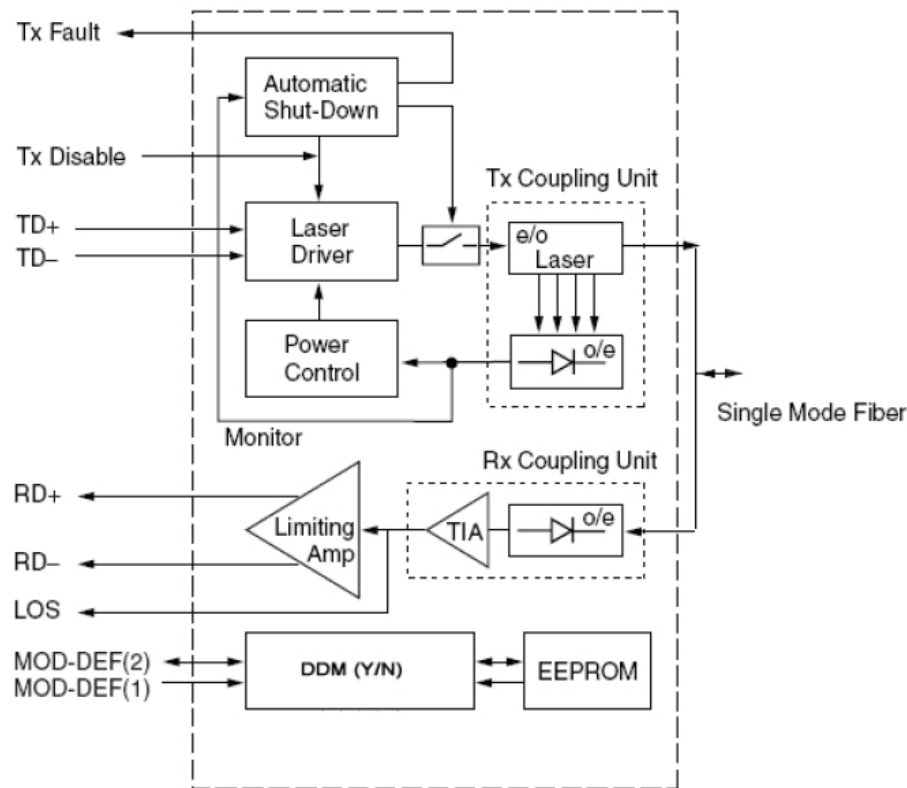 Tx Fault
Automatic
Shut-Down
Tx Disable
Tx Coupling Unit
TD+
TD–
Laser
Driver
e/o
Laser
Power
Control
o/e
Single Mode Fiber
Monitor
Rx Coupling Unit
RD+
RD–
Limiting
Amp
TIA
o/e
LOS
MOD-DEF(2)
MOD-DEF(1)
DDM (Y/N)
EEPROM